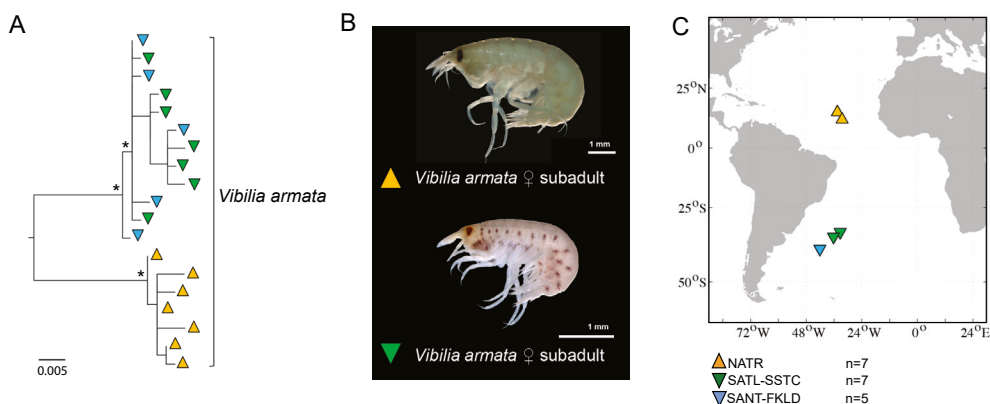 A
*
*
*
Vibilia armata
0.005
B
1 mm
Vibilia armata ♀ subadult
1 mm
Vibilia armata ♀ subadult
C
25°N
0°
25°S
50°S
72°W 48°W 24°W 0° 24°E
NATR n=7
SATL-SSTC n=7
SANT-FKLD n=5